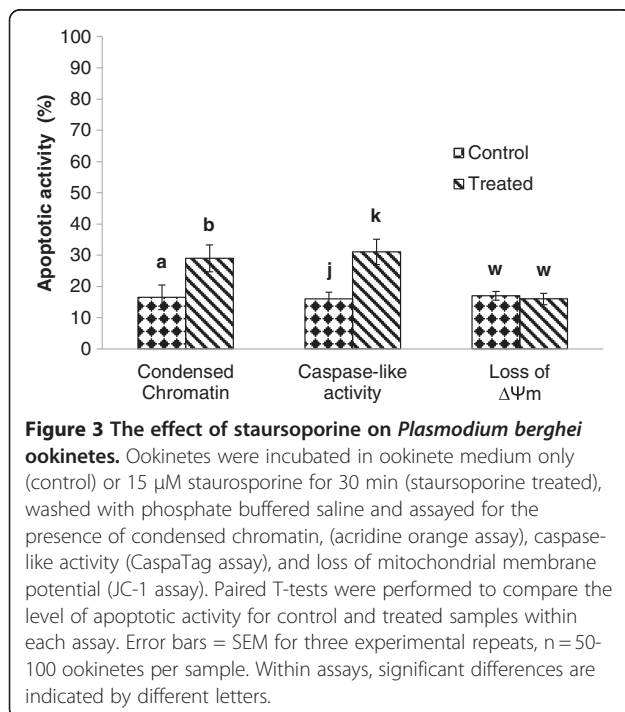 100
90
80
70
60
50
40
30
20
10
0
Apoptotic activity (%)
Control
Treated
a
b
j
k
w
w
Condensed
Chromatin
Caspase-like
activity
Loss of
ΔΨm
Figure 3 The effect of staursoporine on Plasmodium berghei
ookinetes. Ookinetes were incubated in ookinete medium only
(control) or 15 μM staurosporine for 30 min (staursoporine treated),
washed with phosphate buffered saline and assayed for the
presence of condensed chromatin, (acridine orange assay), caspase-
like activity (CaspaTag assay), and loss of mitochondrial membrane
potential (JC-1 assay). Paired T-tests were performed to compare the
level of apoptotic activity for control and treated samples within
each assay. Error bars = SEM for three experimental repeats, n = 50-
100 ookinetes per sample. Within assays, significant differences are
indicated by different letters.